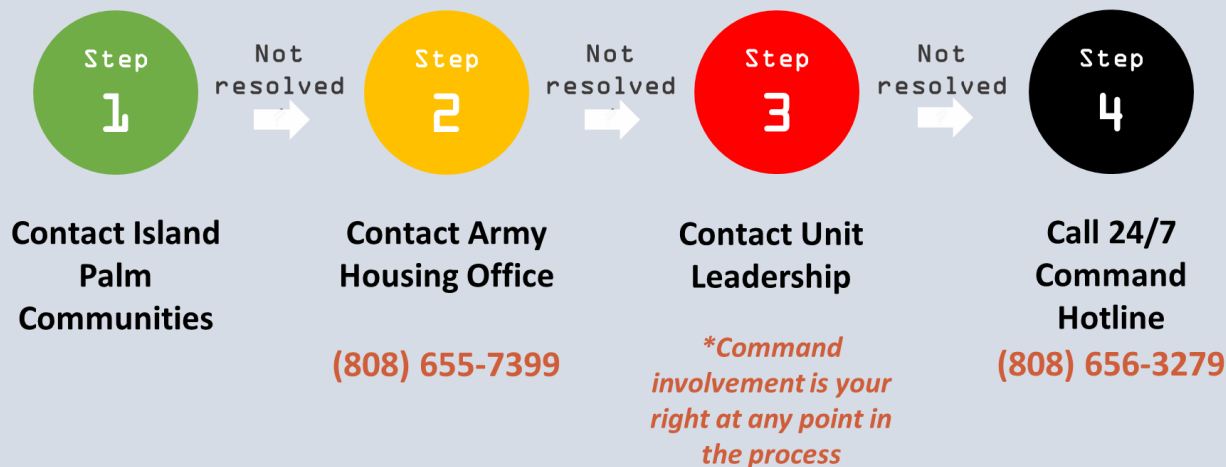 Step
1
Not
resolved
Step
2
Not
resolved
Step
3
Not
resolved
Step
4
Contact Island
Palm
Communities
Contact Army
Housing Office
(808) 655-7399
Contact Unit
Leadership
*Command
involvement is your
right at any point in
the process
Call 24/7
Command
Hotline
(808) 656-3279